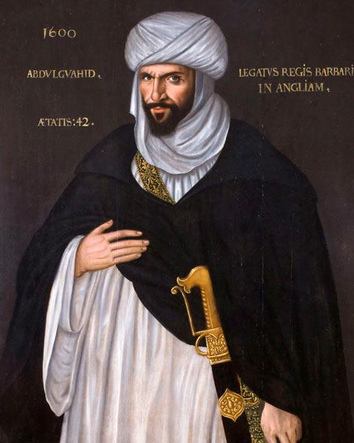 1600
ABDVLGVAHID,
ÆTATIS:42.
LEGATVS REGIS BARBARI
IN ANGLIAM,